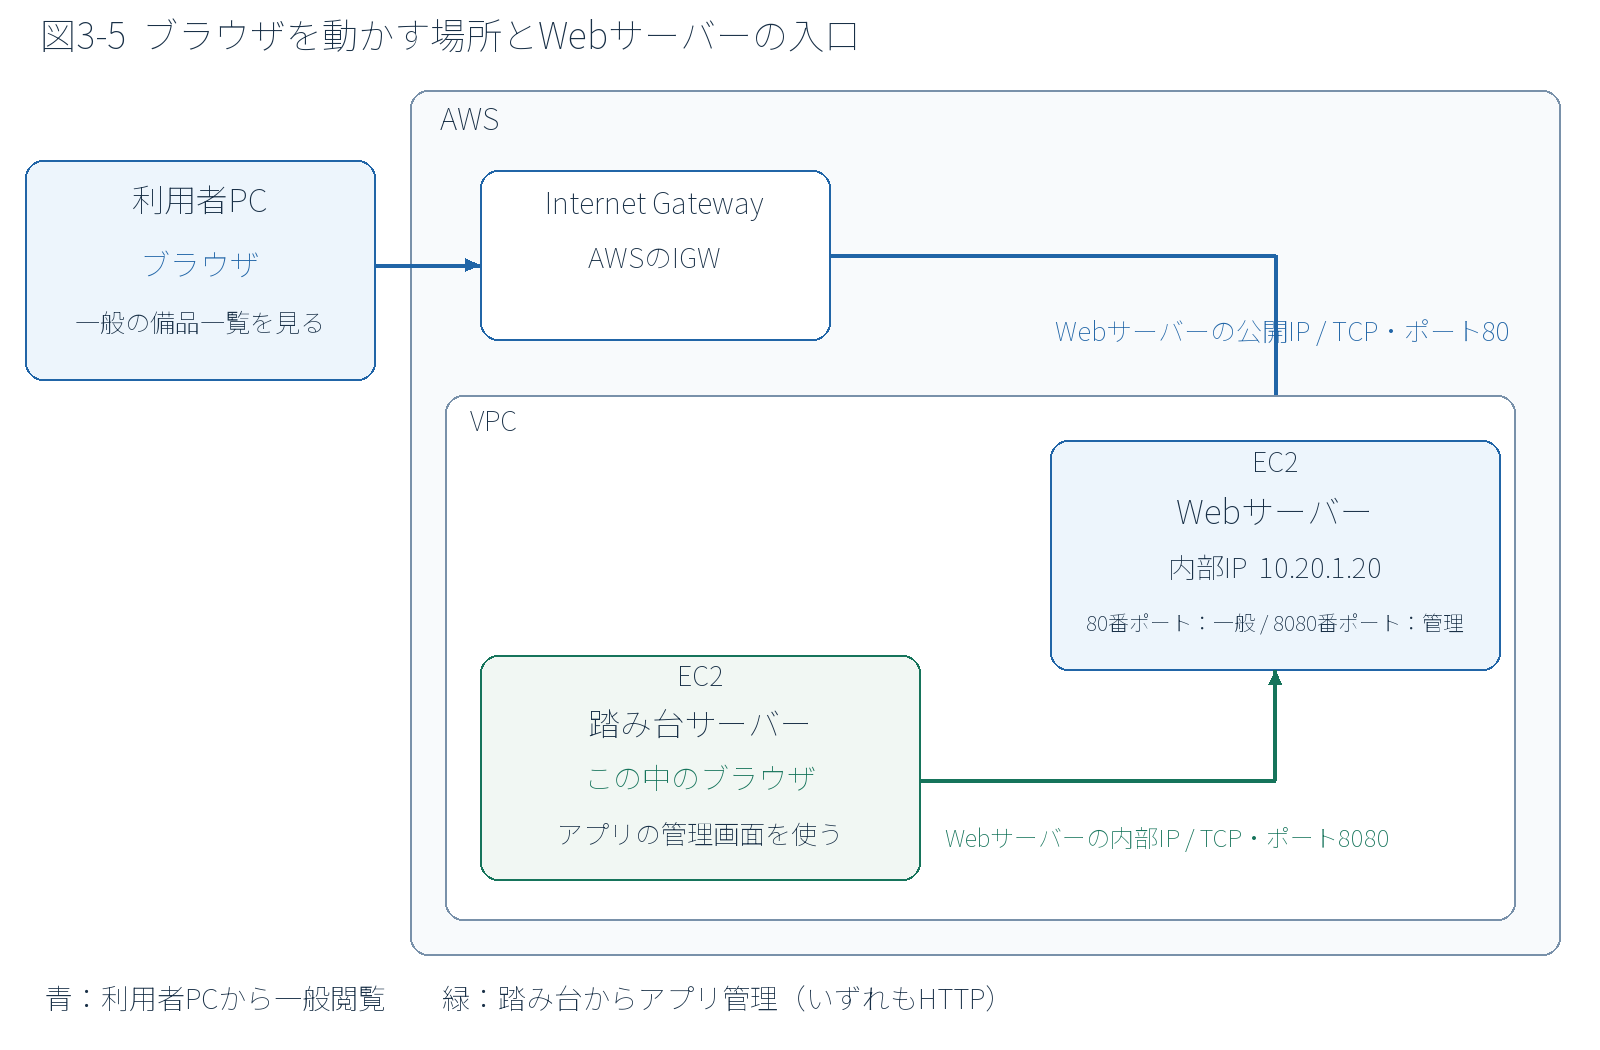 図3-5 ブラウザを動かす場所とWebサーバーの入口
AWS
利用者PC
ブラウザ
一般の備品一覧を見る
Internet Gateway
AWSのIGW
Webサーバーの公開IP / TCP・ポート80
VPC
EC2
Webサーバー
内部IP 10.20.1.20
80番ポート：一般 / 8080番ポート：管理
EC2
踏み台サーバー
この中のブラウザ
アプリの管理画面を使う
Webサーバーの内部IP / TCP・ポート8080
青：利用者PCから一般閲覧 緑：踏み台からアプリ管理（いずれもHTTP）